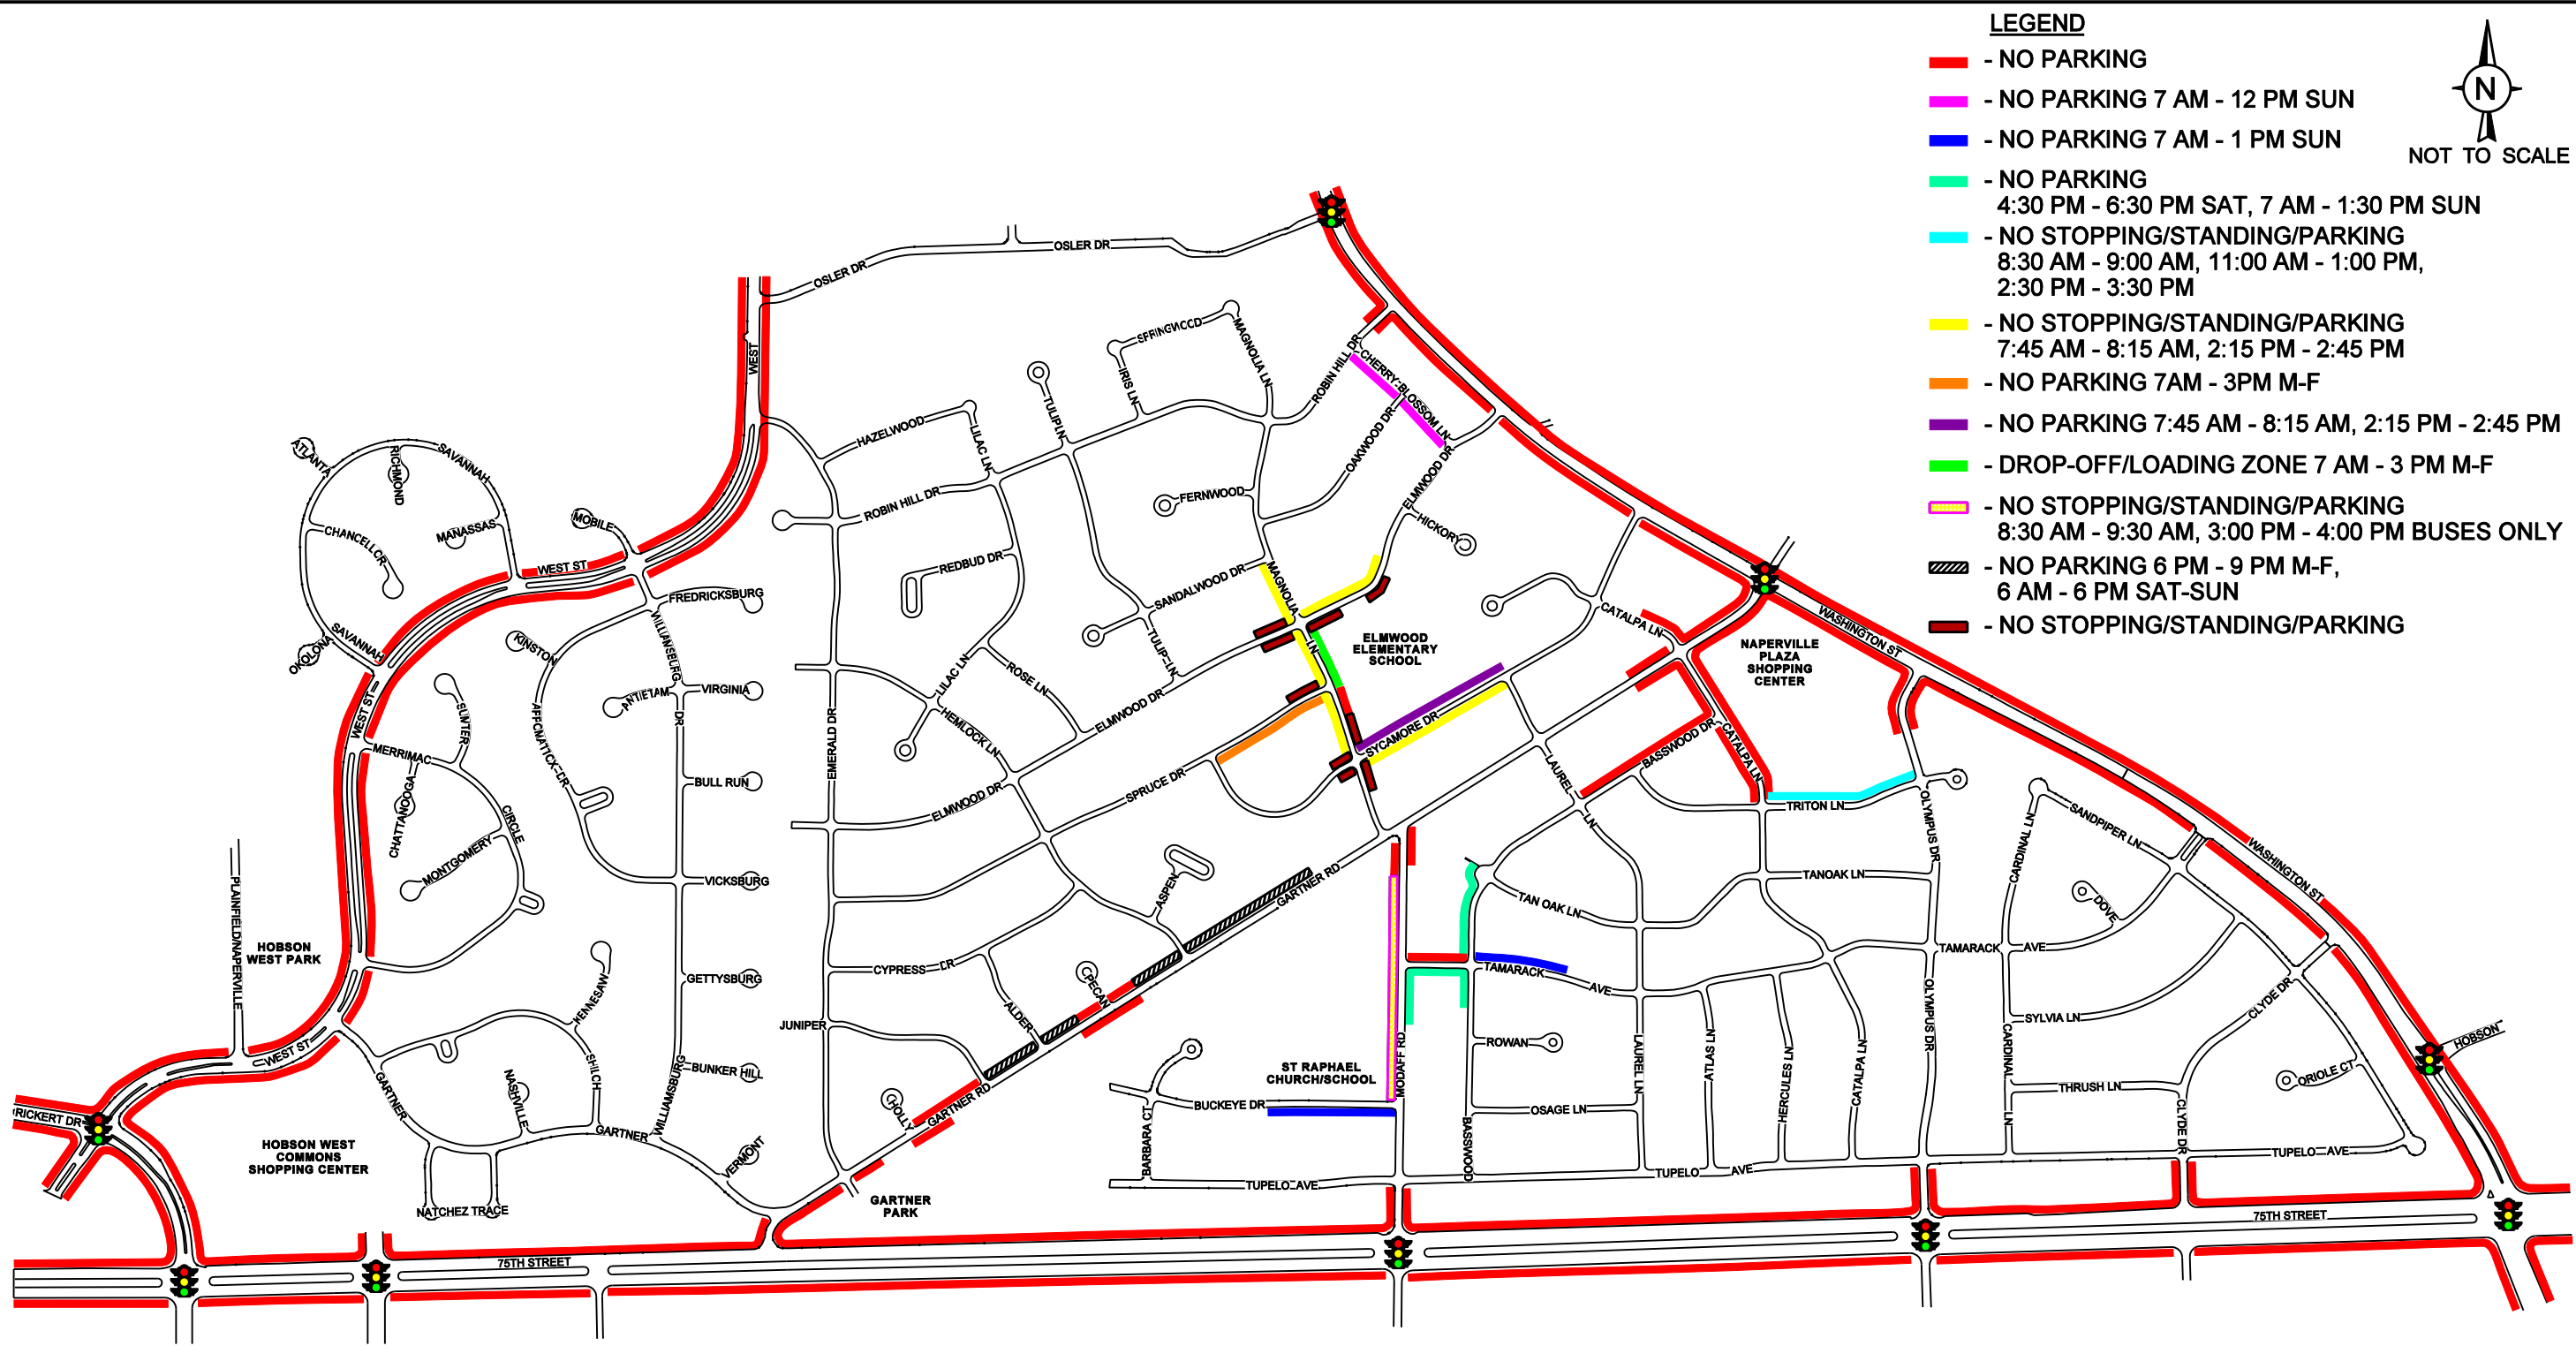 LEGEND
- NO PARKING
- NO PARKING 7 AM - 12 PM SUN
- NO PARKING 7 AM - 1 PM SUN
- NO PARKING
4:30 PM - 6:30 PM SAT, 7 AM - 1:30 PM SUN
- NO STOPPING/STANDING/PARKING
8:30 AM - 9:00 AM, 11:00 AM - 1:00 PM,
2:30 PM - 3:30 PM
- NO STOPPING/STANDING/PARKING
7:45 AM - 8:15 AM, 2:15 PM - 2:45 PM
- NO PARKING 7AM - 3PM M-F
- NO PARKING 7:45 AM - 8:15 AM, 2:15 PM - 2:45 PM
- DROP-OFF/LOADING ZONE 7 AM - 3 PM M-F
- NO STOPPING/STANDING/PARKING
8:30 AM - 9:30 AM, 3:00 PM - 4:00 PM BUSES ONLY
- NO PARKING 6 PM - 9 PM M-F,
6 AM - 6 PM SAT-SUN
- NO STOPPING/STANDING/PARKING
N
NOT TO SCALE
OSLER DR
OSLER DR
WEST
SPRINGWOOD
MAGNOLIA LN
IRIS LN
TULIP LN
ROBIN HILL DR
CHERRY BLOSSOM LN
HAZELWOOD
LILAC LN
OAKWOOD DR
ELMWOOD DR
ATLANTA
RICHMOND
SAVANNAH
CHANCELLOR
MANASSAS
MOBILE
WEST ST
ROBIN HILL DR
FERNWOOD
HICKORY
REDBUD DR
SANDALWOOD DR
MAGNOLIA
LN
FREDRICKSBURG
SAVANNAH
OKOLONA
KINSTON
WILLIAMSBURG
DR
ANTIETAM
VIRGINIA
CATALPA LN
WASHINGTON ST
ELMWOOD
ELEMENTARY
SCHOOL
NAPERVILLE
PLAZA
SHOPPING
CENTER
TULIP LN
LILAC LN
ROSE LN
WEST ST
SUMTER
APPOMATTOX DR
EMERALD DR
HEMLOCK LN
ELMWOOD DR
SYCAMORE DR
BASSWOOD DR
CATALPA LN
MERRIMAC
CHATTANOOGA
CIRCLE
BULL RUN
ELMWOOD DR
SPRUCE DR
LAUREL
LN
TRITON LN
OLYMPUS DR
CARDINAL LN
SANDPIPER LN
WASHINGTON ST
MONTGOMERY
VICKSBURG
ASPEN
GARTNER RD
TAN OAK LN
TANOAK LN
DOVE
PLAINFIELD/NAPERVILLE
HOBSON
WEST PARK
CYPRESS DR
TAMARACK
AVE
TAMARACK
AVE
KENNESAW
GETTYSBURG
PECAN
ALDER
JUNIPER
CLYDE DR
SYLVIA LN
OLYMPUS DR
ROWAN
HOBSON
WEST ST
GARTNER
SHILOH
NASHVILLE
WILLIAMSBURG
BUNKER HILL
HOLLY
GARTNER RD
ST RAPHAEL
CHURCH/SCHOOL
MODAFF RD
LAUREL LN
ATLAS LN
HERCULES LN
CATALPA LN
CARDINAL
LN
THRUSH LN
ORIOLE CT
BUCKEYE DR
BARBARA CT
BASSWOOD
OSAGE LN
CLYDE DR
RICKERT DR
HOBSON WEST
COMMONS
SHOPPING CENTER
GARTNER
VERMONT
NATCHEZ TRACE
GARTNER
PARK
TUPELO AVE
TUPELO
AVE
TUPELO AVE
75TH STREET
75TH STREET